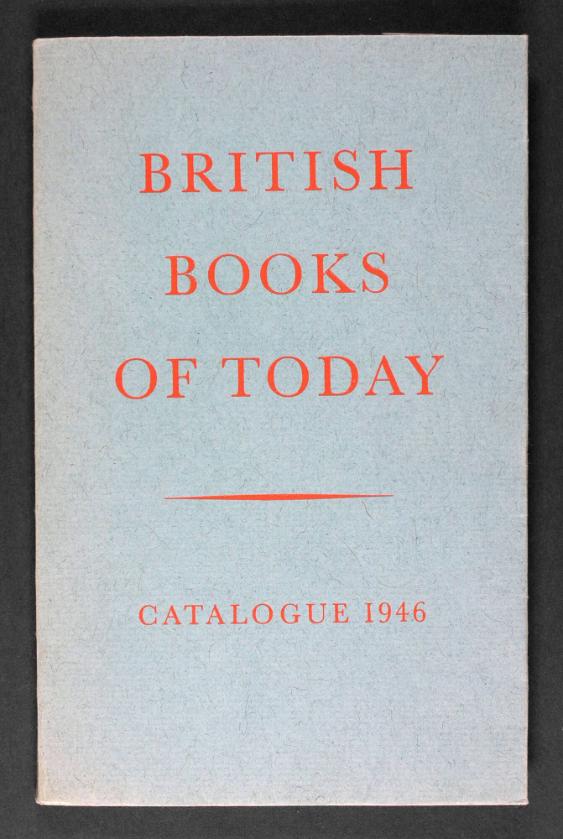 BRITISH
BOOKS
OF TODAY
CATALOGUE 1946